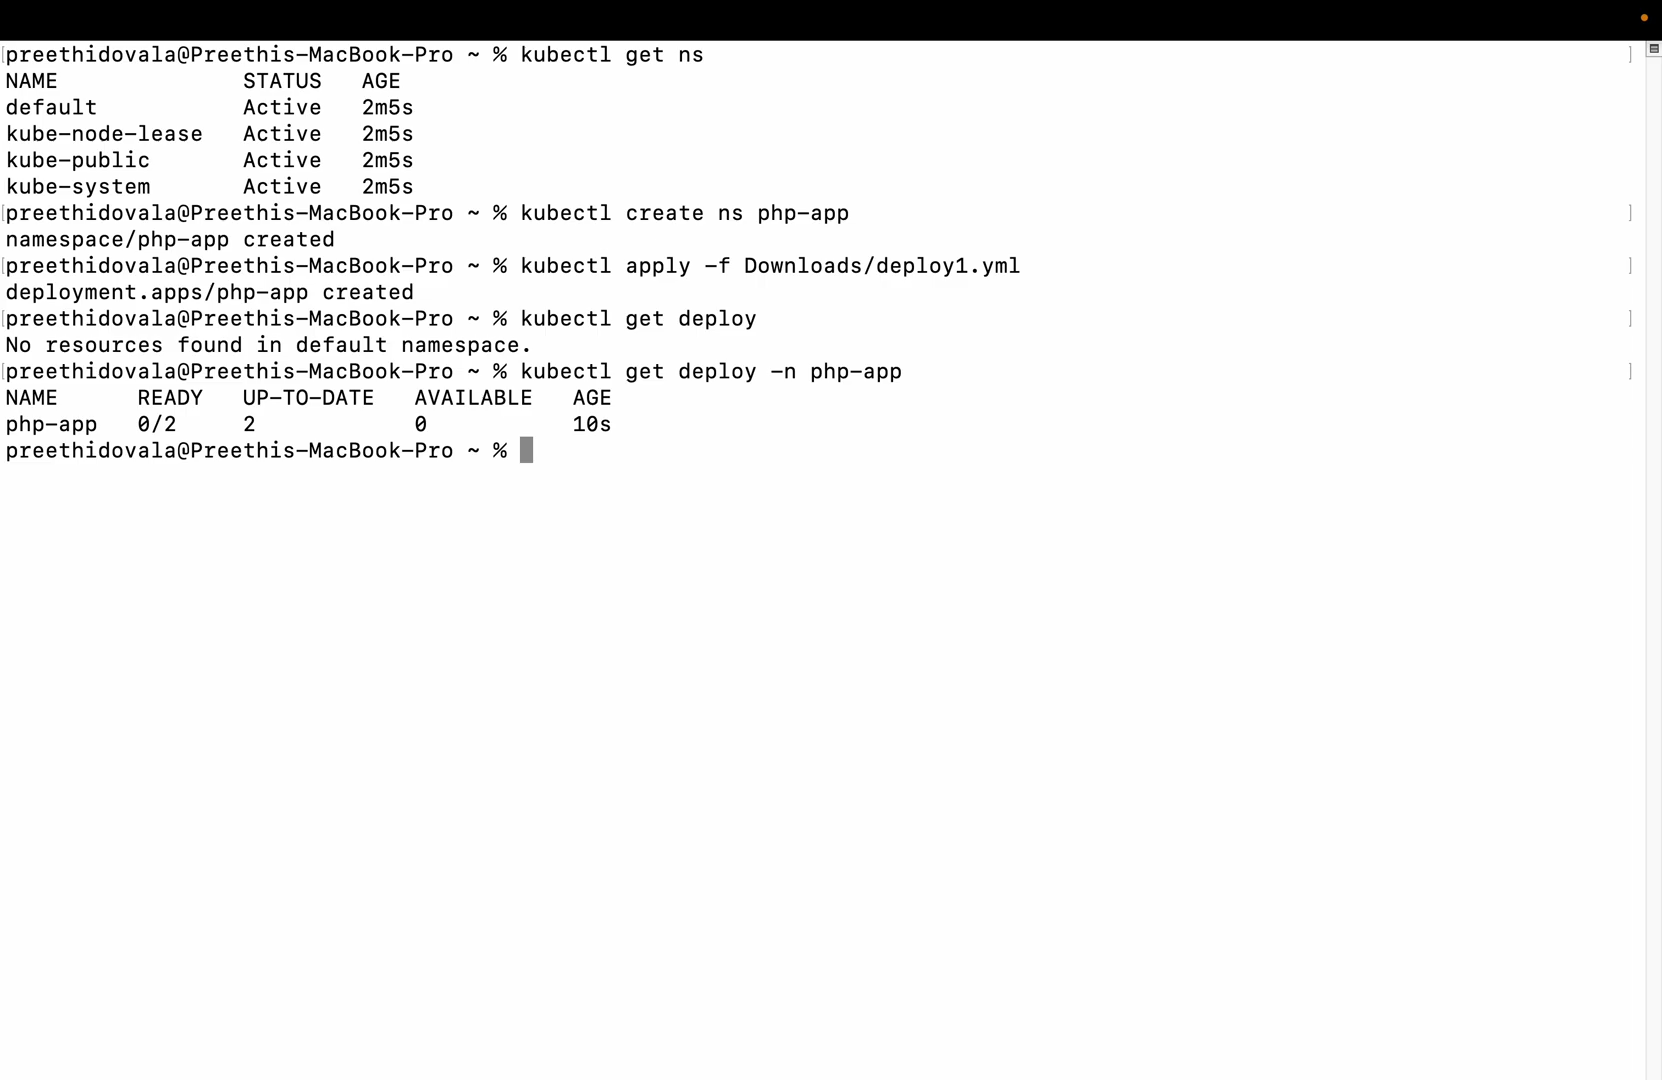 [preethidovala@Preethis-MacBook-Pro ~ % kubectl get ns ]
NAME STATUS AGE
default Active 2m5s
kube-node-lease Active 2m5s
kube-public Active 2m5s
kube-system Active 2m5s
[preethidovala@Preethis-MacBook-Pro ~ % kubectl create ns php-app ]
namespace/php-app created
[preethidovala@Preethis-MacBook-Pro ~ % kubectl apply -f Downloads/deploy1.yml ]
deployment.apps/php-app created
[preethidovala@Preethis-MacBook-Pro ~ % kubectl get deploy ]
No resources found in default namespace.
[preethidovala@Preethis-MacBook-Pro ~ % kubectl get deploy -n php-app ]
NAME READY UP-TO-DATE AVAILABLE AGE
php-app 0/2 2 0 10s
preethidovala@Preethis-MacBook-Pro ~ %